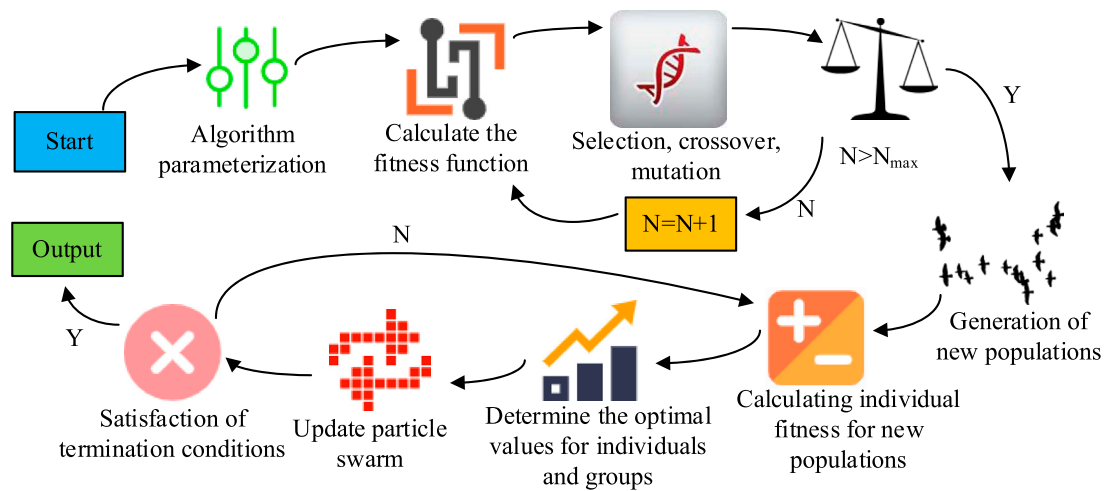 Start
Algorithm
parameterization
Calculate the
fitness function
Selection, crossover,
mutation
N>Nmax
Y
N
N=N+1
Generation of
new populations
Calculating individual
fitness for new
populations
Determine the optimal
values for individuals
and groups
Update particle
swarm
Satisfaction of
termination conditions
N
Y
Output